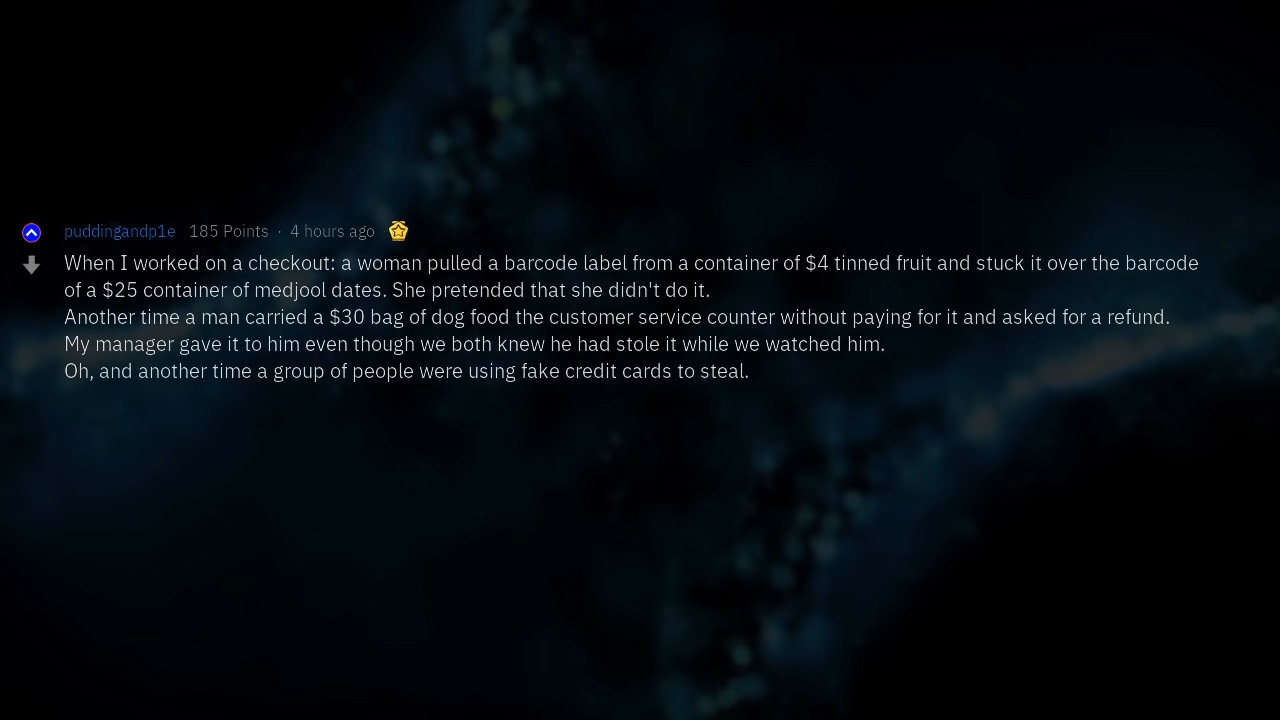 puddingandp1e 185 Points · 4 hours ago
When I worked on a checkout: a woman pulled a barcode label from a container of $4 tinned fruit and stuck it over the barcode
of a $25 container of medjool dates. She pretended that she didn't do it.
Another time a man carried a $30 bag of dog food the customer service counter without paying for it and asked for a refund.
My manager gave it to him even though we both knew he had stole it while we watched him.
Oh, and another time a group of people were using fake credit cards to steal.